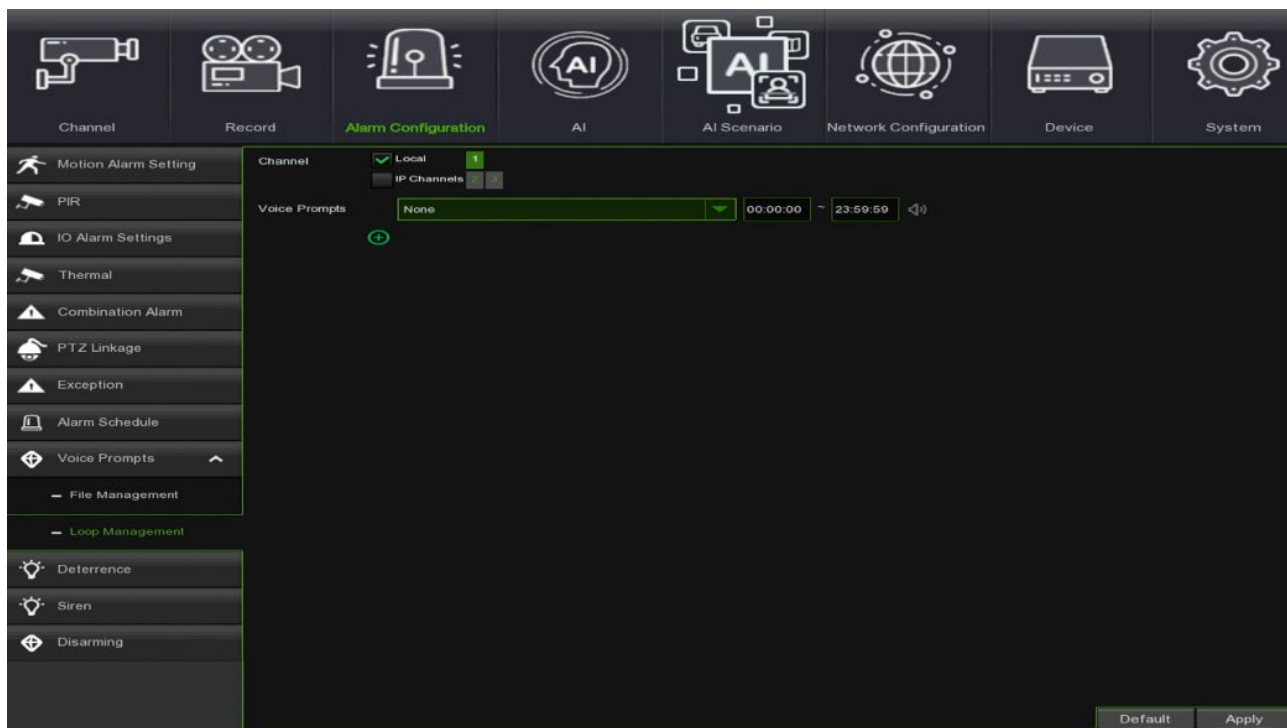 Channel Record Alarm Configuration AI AI Scenario Network Configuration Device System
Motion Alarm Setting
PIR
IO Alarm Settings
Thermal
Combination Alarm
PTZ Linkage
Exception
Alarm Schedule
Voice Prompts
File Management
Loop Management
Deterrence
Siren
Disarming
Channel Local 1
IP Channels 2 3
Voice Prompts None 00:00:00 ~ 23:59:59
Default Apply